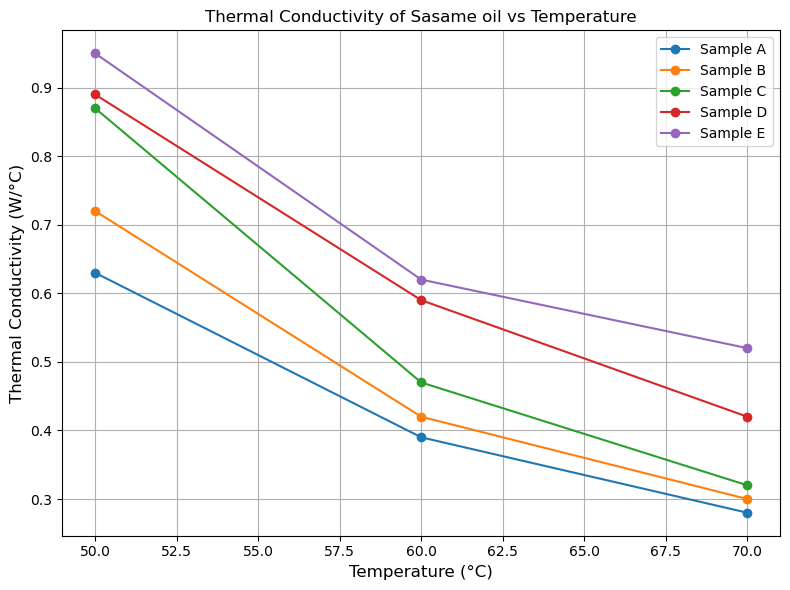 Thermal Conductivity of Sasame oil vs Temperature
Sample A
Sample B
Sample C
Sample D
Sample E
Thermal Conductivity (W/°C)
0.9
0.8
0.7
0.6
0.5
0.4
0.3
50.0 52.5 55.0 57.5 60.0 62.5 65.0 67.5 70.0
Temperature (°C)